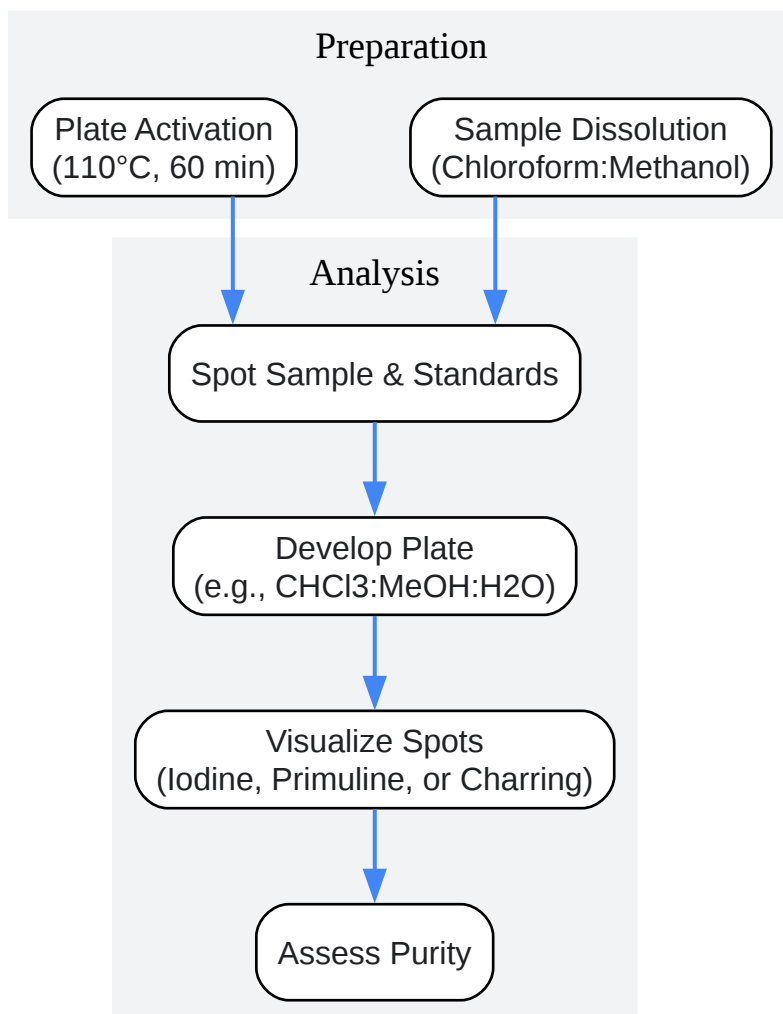 Preparation
Plate Activation
(110°C, 60 min)
Sample Dissolution
(Chloroform:Methanol)
Analysis
Spot Sample & Standards
Develop Plate
(e.g., CHCl3:MeOH:H2O)
Visualize Spots
(Iodine, Primuline, or Charring)
Assess Purity